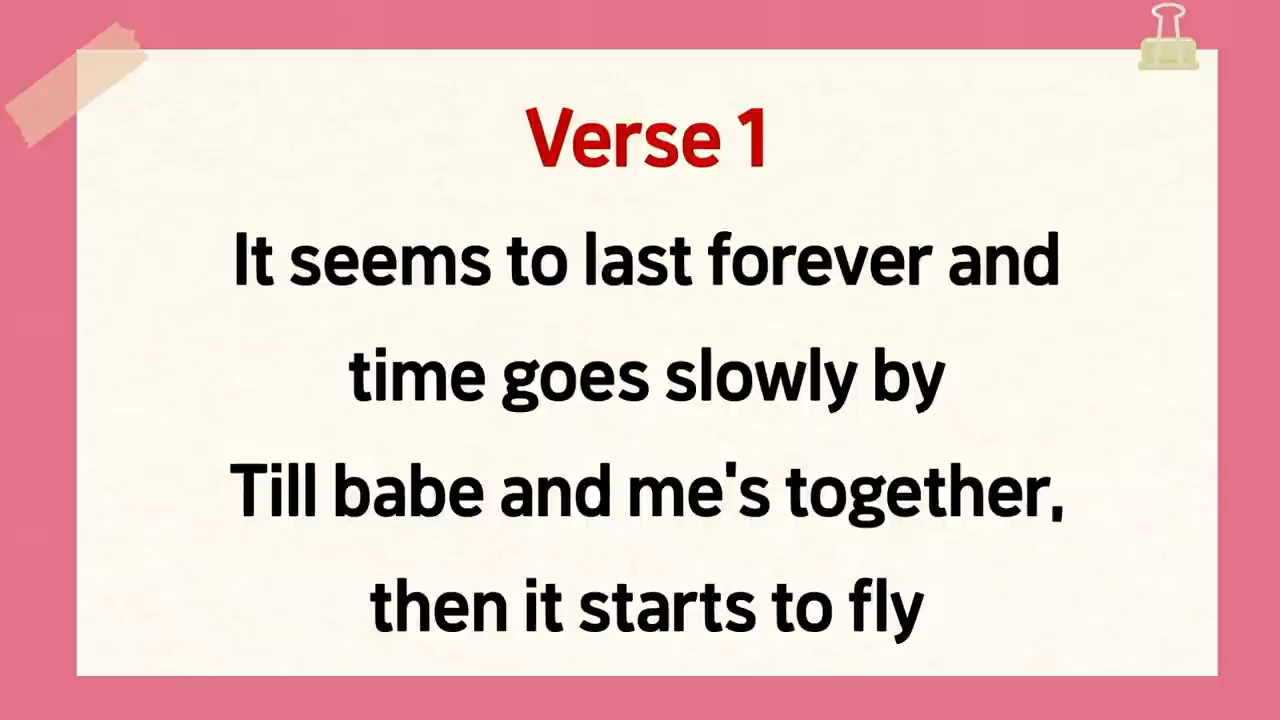 Verse 1
It seems to last forever and
time goes slowly by
Till babe and me's together,
then it starts to fly